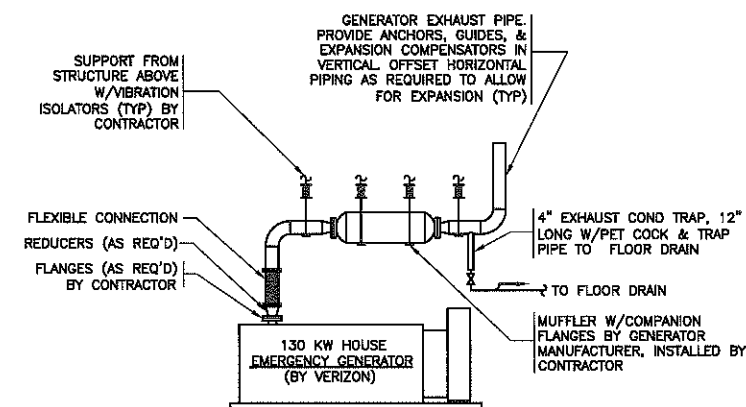 GENERATOR EXHAUST PIPE.
PROVIDE ANCHORS, GUIDES, &
EXPANSION COMPENSATORS IN
VERTICAL. OFFSET HORIZONTAL
PIPING AS REQUIRED TO ALLOW
FOR EXPANSION (TYP)
SUPPORT FROM
STRUCTURE ABOVE
W/VIBRATION
ISOLATORS (TYP) BY
CONTRACTOR
FLEXIBLE CONNECTION
REDUCERS (AS REQ'D)
FLANGES (AS REQ'D)
BY CONTRACTOR
4" EXHAUST COND TRAP, 12"
LONG W/PET COCK & TRAP
PIPE TO FLOOR DRAIN
TO FLOOR DRAIN
MUFFLER W/COMPANION
FLANGES BY GENERATOR
MANUFACTURER, INSTALLED BY
CONTRACTOR
130 KW HOUSE
EMERGENCY GENERATOR
(BY VERIZON)